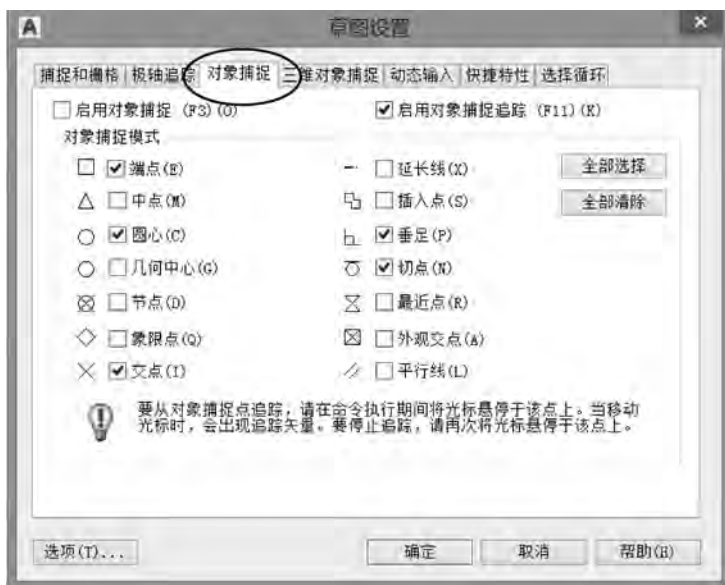 A 草图设置 ×
捕捉和栅格 极轴追踪 对象捕捉 三维对象捕捉 动态输入 快捷特性 选择循环
启用对象捕捉 (F3)(O) 启用对象捕捉追踪 (F11)(K)
对象捕捉模式
端点(E) 延长线(X) 全部选择
中点(M) 插入点(S) 全部清除
圆心(C) 垂足(P)
几何中心(G) 切点(N)
节点(D) 最近点(R)
象限点(Q) 外观交点(A)
交点(I) 平行线(L)
要从对象捕捉点追踪，请在命令执行期间将光标悬停于该点上。当移动
光标时，会出现追踪矢量。要停止追踪，请再次将光标悬停于该点上。
选项(T)... 确定 取消 帮助(H)